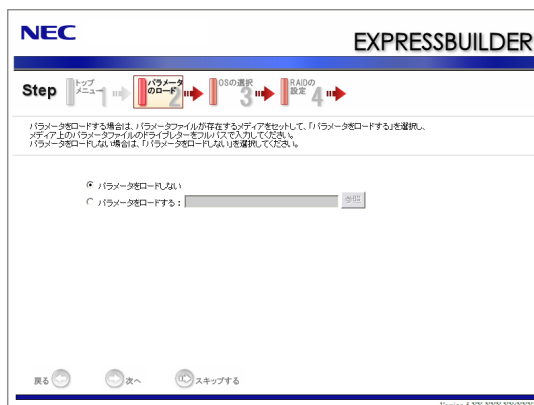 NEC
EXPRESSBUILDER
Step トップメニュー 1 パラメータのロード 2 OSの選択 3 RAIDの設定 4
パラメータをロードする場合は、パラメータファイルが存在するメディアをセットして、「パラメータをロードする」を選択し、
メディア上のパラメータファイルのドライブレターをフルパスで入力してください。
パラメータをロードしない場合は、「パラメータをロードしない」を選択してください。
パラメータをロードしない
パラメータをロードする： 参照
戻る 次へ スキップする